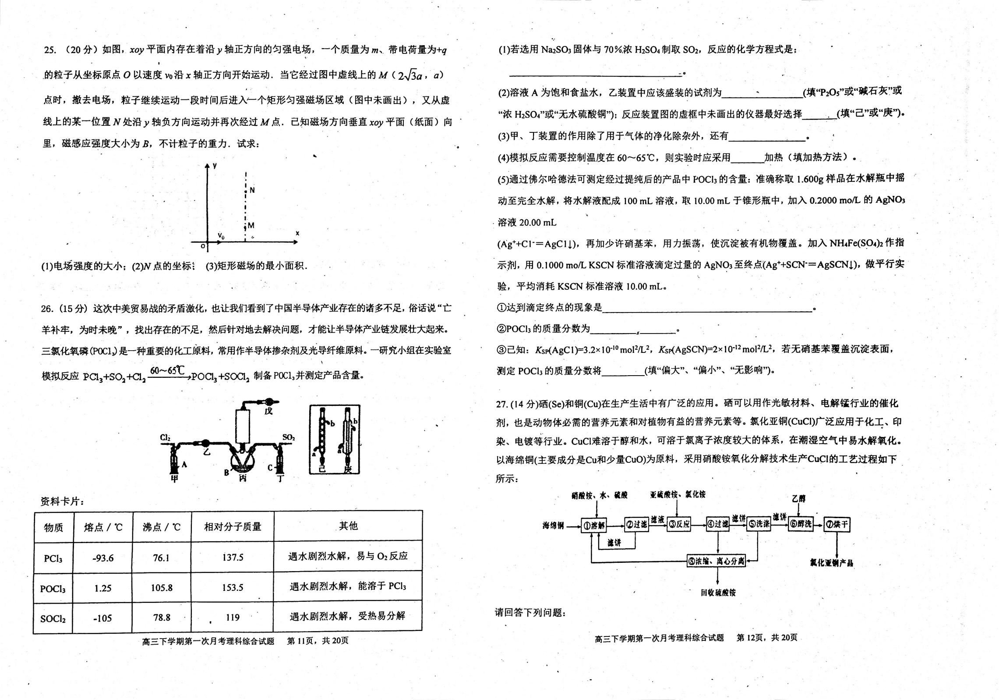 25. （20 分）如图，xoy 平面内存在着沿 y 轴正方向的匀强电场，一个质量为 m、带电荷量为+q
的粒子从坐标原点 O 以速度 v₀ 沿 x 轴正方向开始运动．当它经过图中虚线上的 M（2√3a，a）
点时，撤去电场，粒子继续运动一段时间后进入一个矩形匀强磁场区域（图中未画出），又从虚
线上的某一位置 N 处沿 y 轴负方向运动并再次经过 M 点．已知磁场方向垂直 xoy 平面（纸面）向
里，磁感应强度大小为 B，不计粒子的重力．试求：
y
N
M
x
V₀
O
(1)电场强度的大小；(2)N 点的坐标； (3)矩形磁场的最小面积．
26. (15 分）这次中美贸易战的矛盾激化，也让我们看到了中国半导体产业存在的诸多不足，俗话说“亡
羊补牢，为时未晚”，找出存在的不足，然后针对地去解决问题，才能让半导体产业链发展壮大起来。
三氯化氧磷(POCl₃)是一种重要的化工原料，常用作半导体掺杂剂及光导纤维原料。一研究小组在实验室
模拟反应 PCl₃+SO₂+Cl₂ 60～65℃→POCl₃+SOCl₂ 制备 POCl₃并测定产品含量。
戊
Cl₂
SO₂
乙
A
B
C
甲
丙
丁
b
a
己
b
a
庚
资料卡片：
物质 熔点 / ℃ 沸点 / ℃ 相对分子质量 其他
PCl₃ -93.6 76.1 137.5 遇水剧烈水解，易与 O₂ 反应
POCl₃ 1.25 105.8 153.5 遇水剧烈水解，能溶于 PCl₃
SOCl₂ -105 78.8 119 遇水剧烈水解，受热易分解
高三下学期第一次月考理科综合试题 第 11页，共 20页
(1)若选用 Na₂SO₃ 固体与 70%浓 H₂SO₄ 制取 SO₂，反应的化学方程式是：
____________________。
(2)溶液 A 为饱和食盐水，乙装置中应该盛装的试剂为__________(填“P₂O₅”或“碱石灰”或
“浓 H₂SO₄”或“无水硫酸铜”)；反应装置图的虚框中未画出的仪器最好选择______(填“己”或“庚”)。
(3)甲、丁装置的作用除了用于气体的净化除杂外，还有__________。
(4)模拟反应需要控制温度在 60～65℃，则实验时应采用______加热（填加热方法）。
(5)通过佛尔哈德法可测定经过提纯后的产品中 POCl₃ 的含量：准确称取 1.600g 样品在水解瓶中摇
动至完全水解，将水解液配成 100 mL 溶液，取 10.00 mL 于锥形瓶中，加入 0.2000 mo/L 的 AgNO₃
溶液 20.00 mL
(Ag⁺+Cl⁻＝AgCl↓)，再加少许硝基苯，用力振荡，使沉淀被有机物覆盖。加入 NH₄Fe(SO₄)₂ 作指
示剂，用 0.1000 mo/L KSCN 标准溶液滴定过量的 AgNO₃ 至终点(Ag⁺+SCN⁻＝AgSCN↓)，做平行实
验，平均消耗 KSCN 标准溶液 10.00 mL。
①达到滴定终点的现象是____________________。
②POCl₃ 的质量分数为__________。
③已知：KSP(AgCl)=3.2×10⁻¹⁰ mol²/L²，KSP(AgSCN)=2×10⁻¹² mol²/L²，若无硝基苯覆盖沉淀表面，
测定 POCl₃ 的质量分数将________(填“偏大”、“偏小”、“无影响”)。
27. (14 分)硒(Se)和铜(Cu)在生产生活中有广泛的应用。硒可以用作光敏材料、电解锰行业的催化
剂，也是动物体必需的营养元素和对植物有益的营养元素等。氯化亚铜(CuCl)广泛应用于化工、印
染、电镀等行业。CuCl难溶于醇和水，可溶于氯离子浓度较大的体系，在潮湿空气中易水解氧化。
以海绵铜(主要成分是Cu和少量CuO)为原料，采用硝酸铵氧化分解技术生产CuCl的工艺过程如下
所示：
硝酸铵、水、硫酸 亚硫酸铵、氯化铵 乙醇
海绵铜 ①溶解 ②过滤 滤液 ③反应 ④过滤 滤饼 ⑤洗涤 滤饼 ⑥醇洗 ⑦烘干
滤饼
⑧浓缩、离心分离 氯化亚铜产品
回收硫酸铵
请回答下列问题：
高三下学期第一次月考理科综合试题 第 12页，共 20页